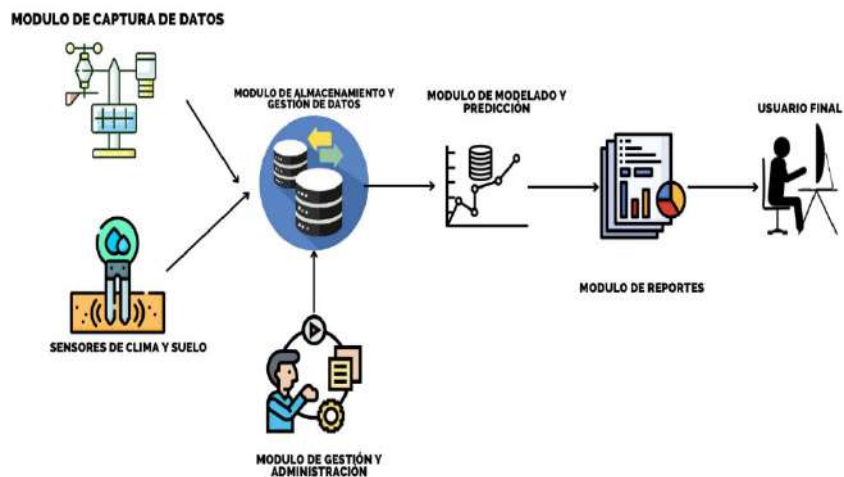 MODULO DE CAPTURA DE DATOS
MODULO DE ALMACENAMIENTO Y
GESTIÓN DE DATOS
MODULO DE MODELADO Y
PREDICCIÓN
USUARIO FINAL
MODULO DE REPORTES
SENSORES DE CLIMA Y SUELO
MODULO DE GESTIÓN Y
ADMINISTRACIÓN